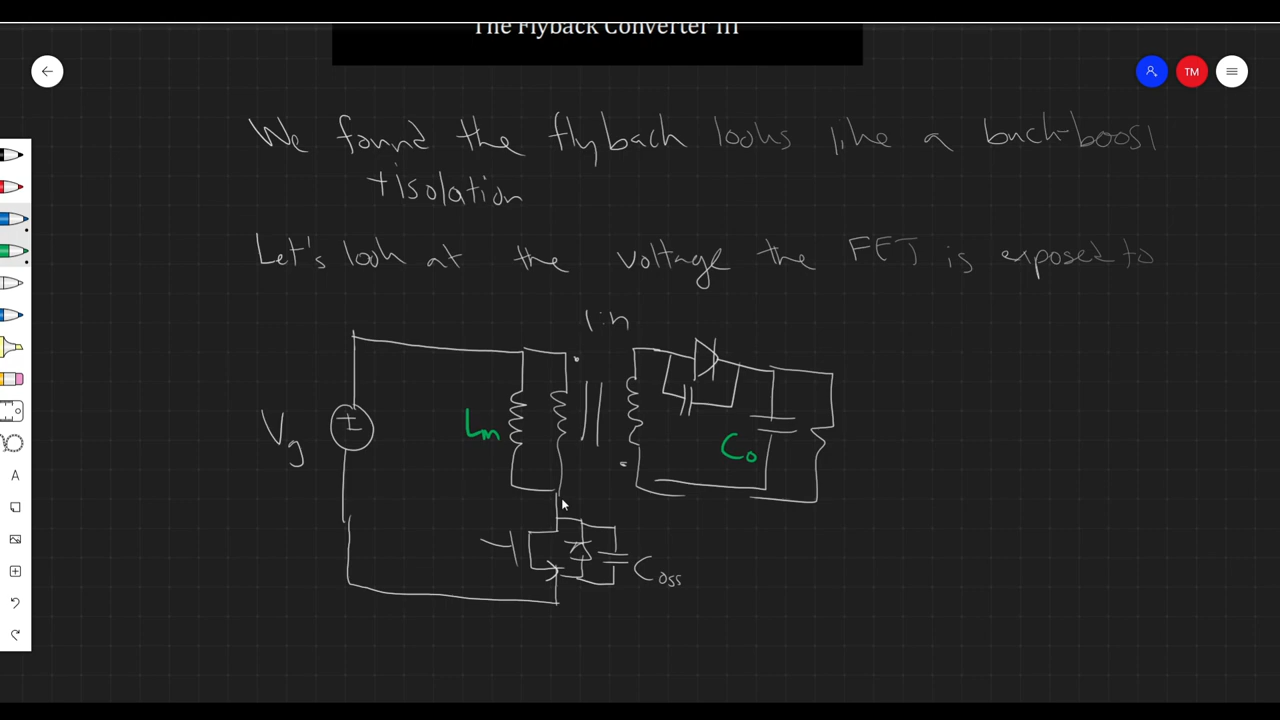 The Flyback Converter III
TM
We found the flyback looks like a buck-boost
+isolation
Let's look at the voltage the FET is exposed to
1:n
Vg
Lm
Co
Coss
A